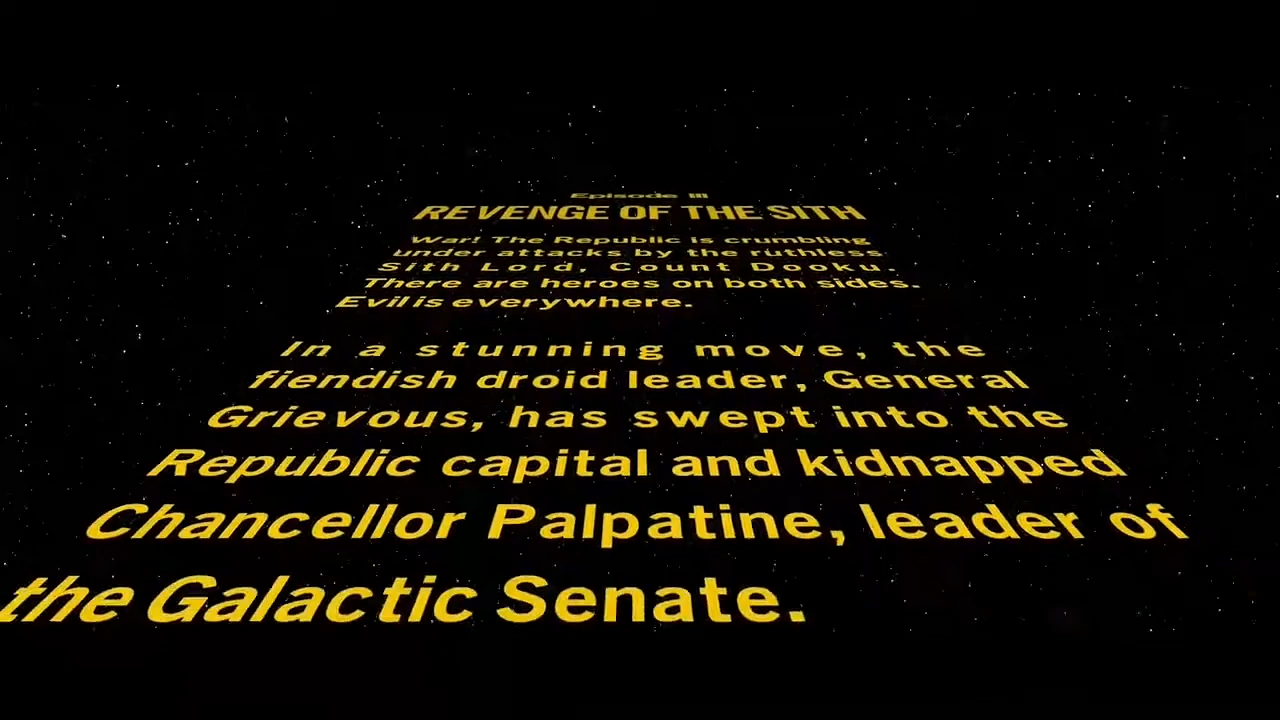 Episode III
REVENGE OF THE SITH
War! The Republic is crumbling
under attacks by the ruthless
Sith Lord, Count Dooku.
There are heroes on both sides.
Evil is everywhere.
In a stunning move, the
fiendish droid leader, General
Grievous, has swept into the
Republic capital and kidnapped
Chancellor Palpatine, leader of
the Galactic Senate.